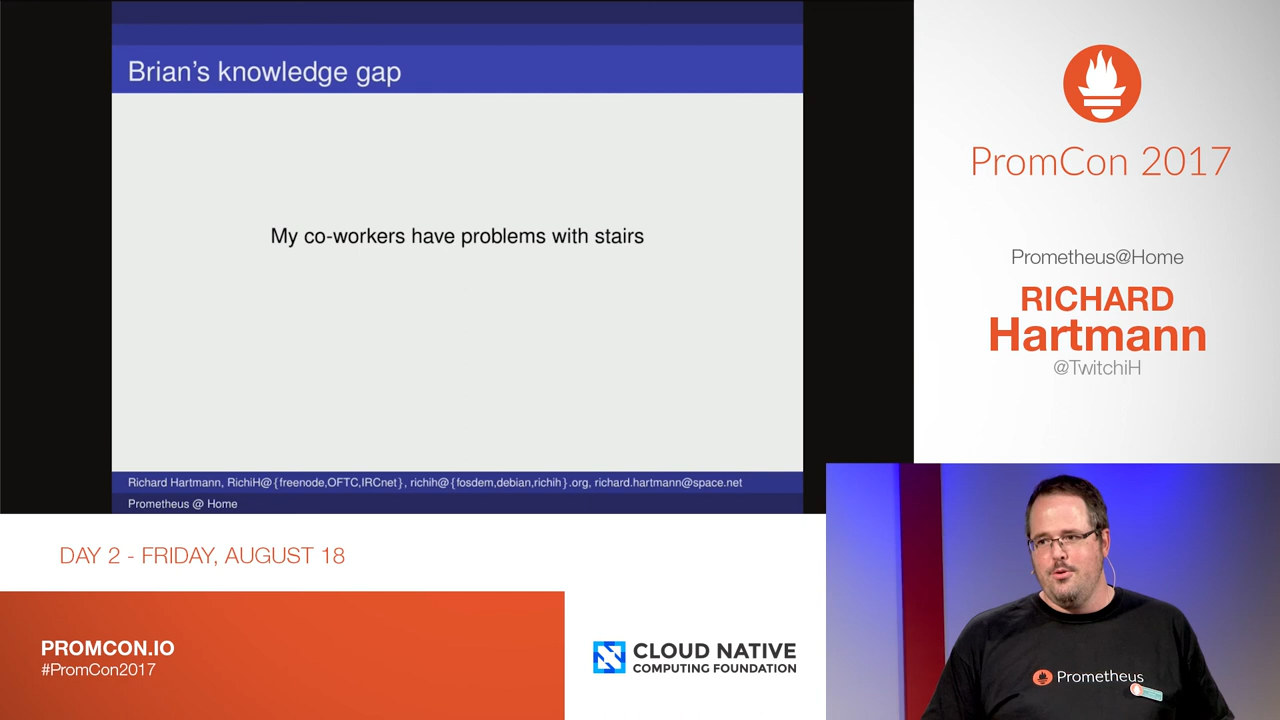 Brian's knowledge gap
My co-workers have problems with stairs
Richard Hartmann, RichiH@{freenode,OFTC,IRCnet}, richih@{fosdem,debian,richih}.org, richard.hartmann@space.net
Prometheus @ Home
PromCon 2017
Prometheus@Home
RICHARD
Hartmann
@TwitchiH
DAY 2 - FRIDAY, AUGUST 18
PROMCON.IO
#PromCon2017
CLOUD NATIVE
COMPUTING FOUNDATION
Prometheus